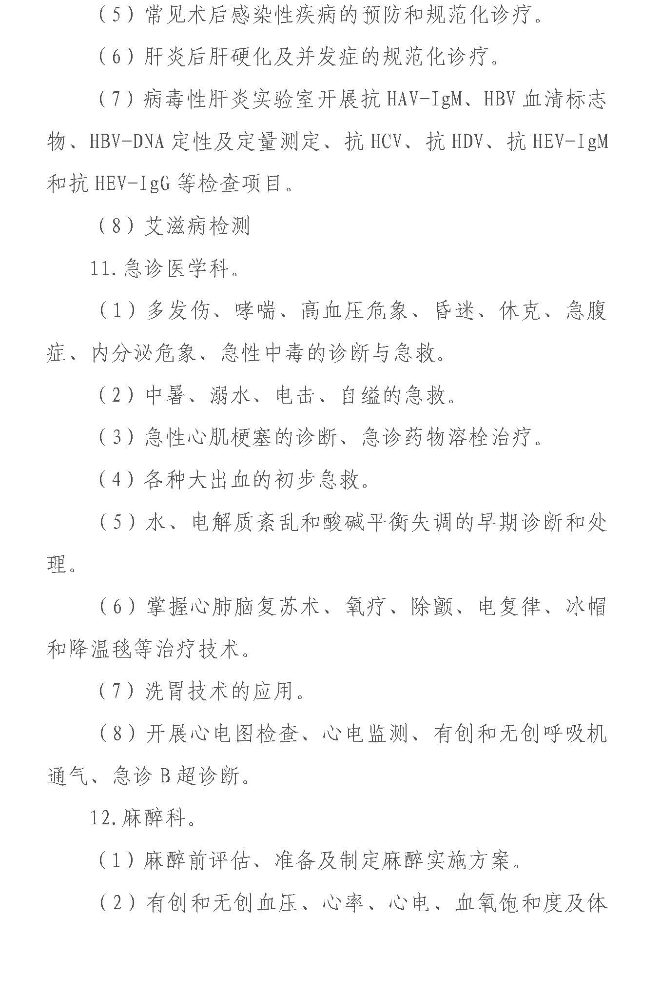 （5）常见术后感染性疾病的预防和规范化诊疗。
（6）肝炎后肝硬化及并发症的规范化诊疗。
（7）病毒性肝炎实验室开展抗 HAV-IgM、HBV 血清标志
物、HBV-DNA 定性及定量测定、抗 HCV、抗 HDV、抗 HEV-IgM
和抗 HEV-IgG 等检查项目。
（8）艾滋病检测
11.急诊医学科。
（1）多发伤、哮喘、高血压危象、昏迷、休克、急腹
症、内分泌危象、急性中毒的诊断与急救。
（2）中暑、溺水、电击、自缢的急救。
（3）急性心肌梗塞的诊断、急诊药物溶栓治疗。
（4）各种大出血的初步急救。
（5）水、电解质紊乱和酸碱平衡失调的早期诊断和处
理。
（6）掌握心肺脑复苏术、氧疗、除颤、电复律、冰帽
和降温毯等治疗技术。
（7）洗胃技术的应用。
（8）开展心电图检查、心电监测、有创和无创呼吸机
通气、急诊 B 超诊断。
12.麻醉科。
（1）麻醉前评估、准备及制定麻醉实施方案。
（2）有创和无创血压、心率、心电、血氧饱和度及体